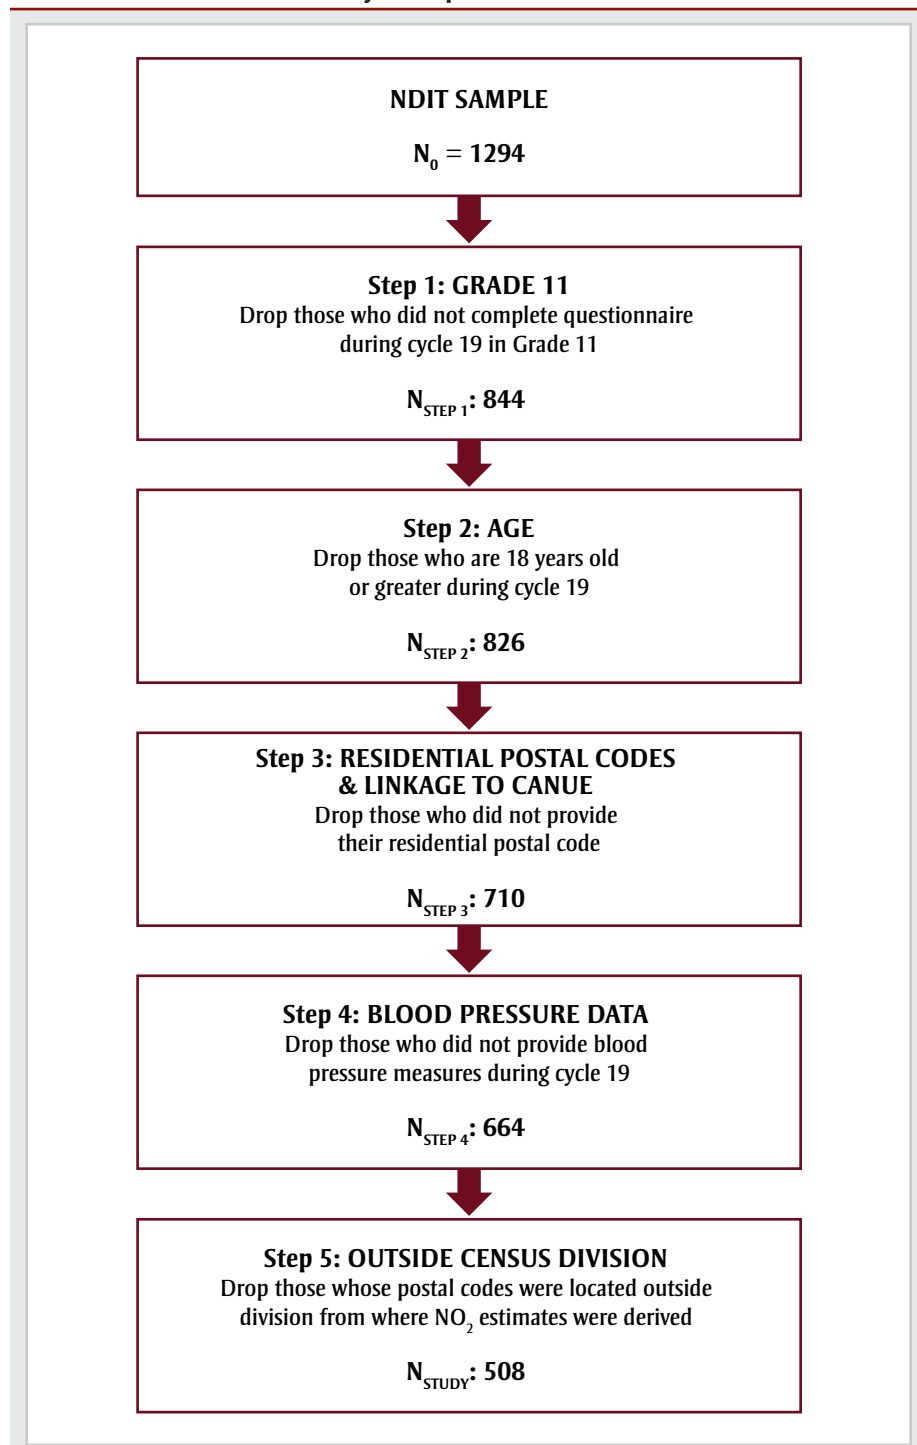 NDIT SAMPLE
N₀ = 1294
Step 1: GRADE 11
Drop those who did not complete questionnaire
during cycle 19 in Grade 11
N_STEP 1: 844
Step 2: AGE
Drop those who are 18 years old
or greater during cycle 19
N_STEP 2: 826
Step 3: RESIDENTIAL POSTAL CODES
& LINKAGE TO CANUE
Drop those who did not provide
their residential postal code
N_STEP 3: 710
Step 4: BLOOD PRESSURE DATA
Drop those who did not provide blood
pressure measures during cycle 19
N_STEP 4: 664
Step 5: OUTSIDE CENSUS DIVISION
Drop those whose postal codes were located outside
division from where NO₂ estimates were derived
N_STUDY: 508